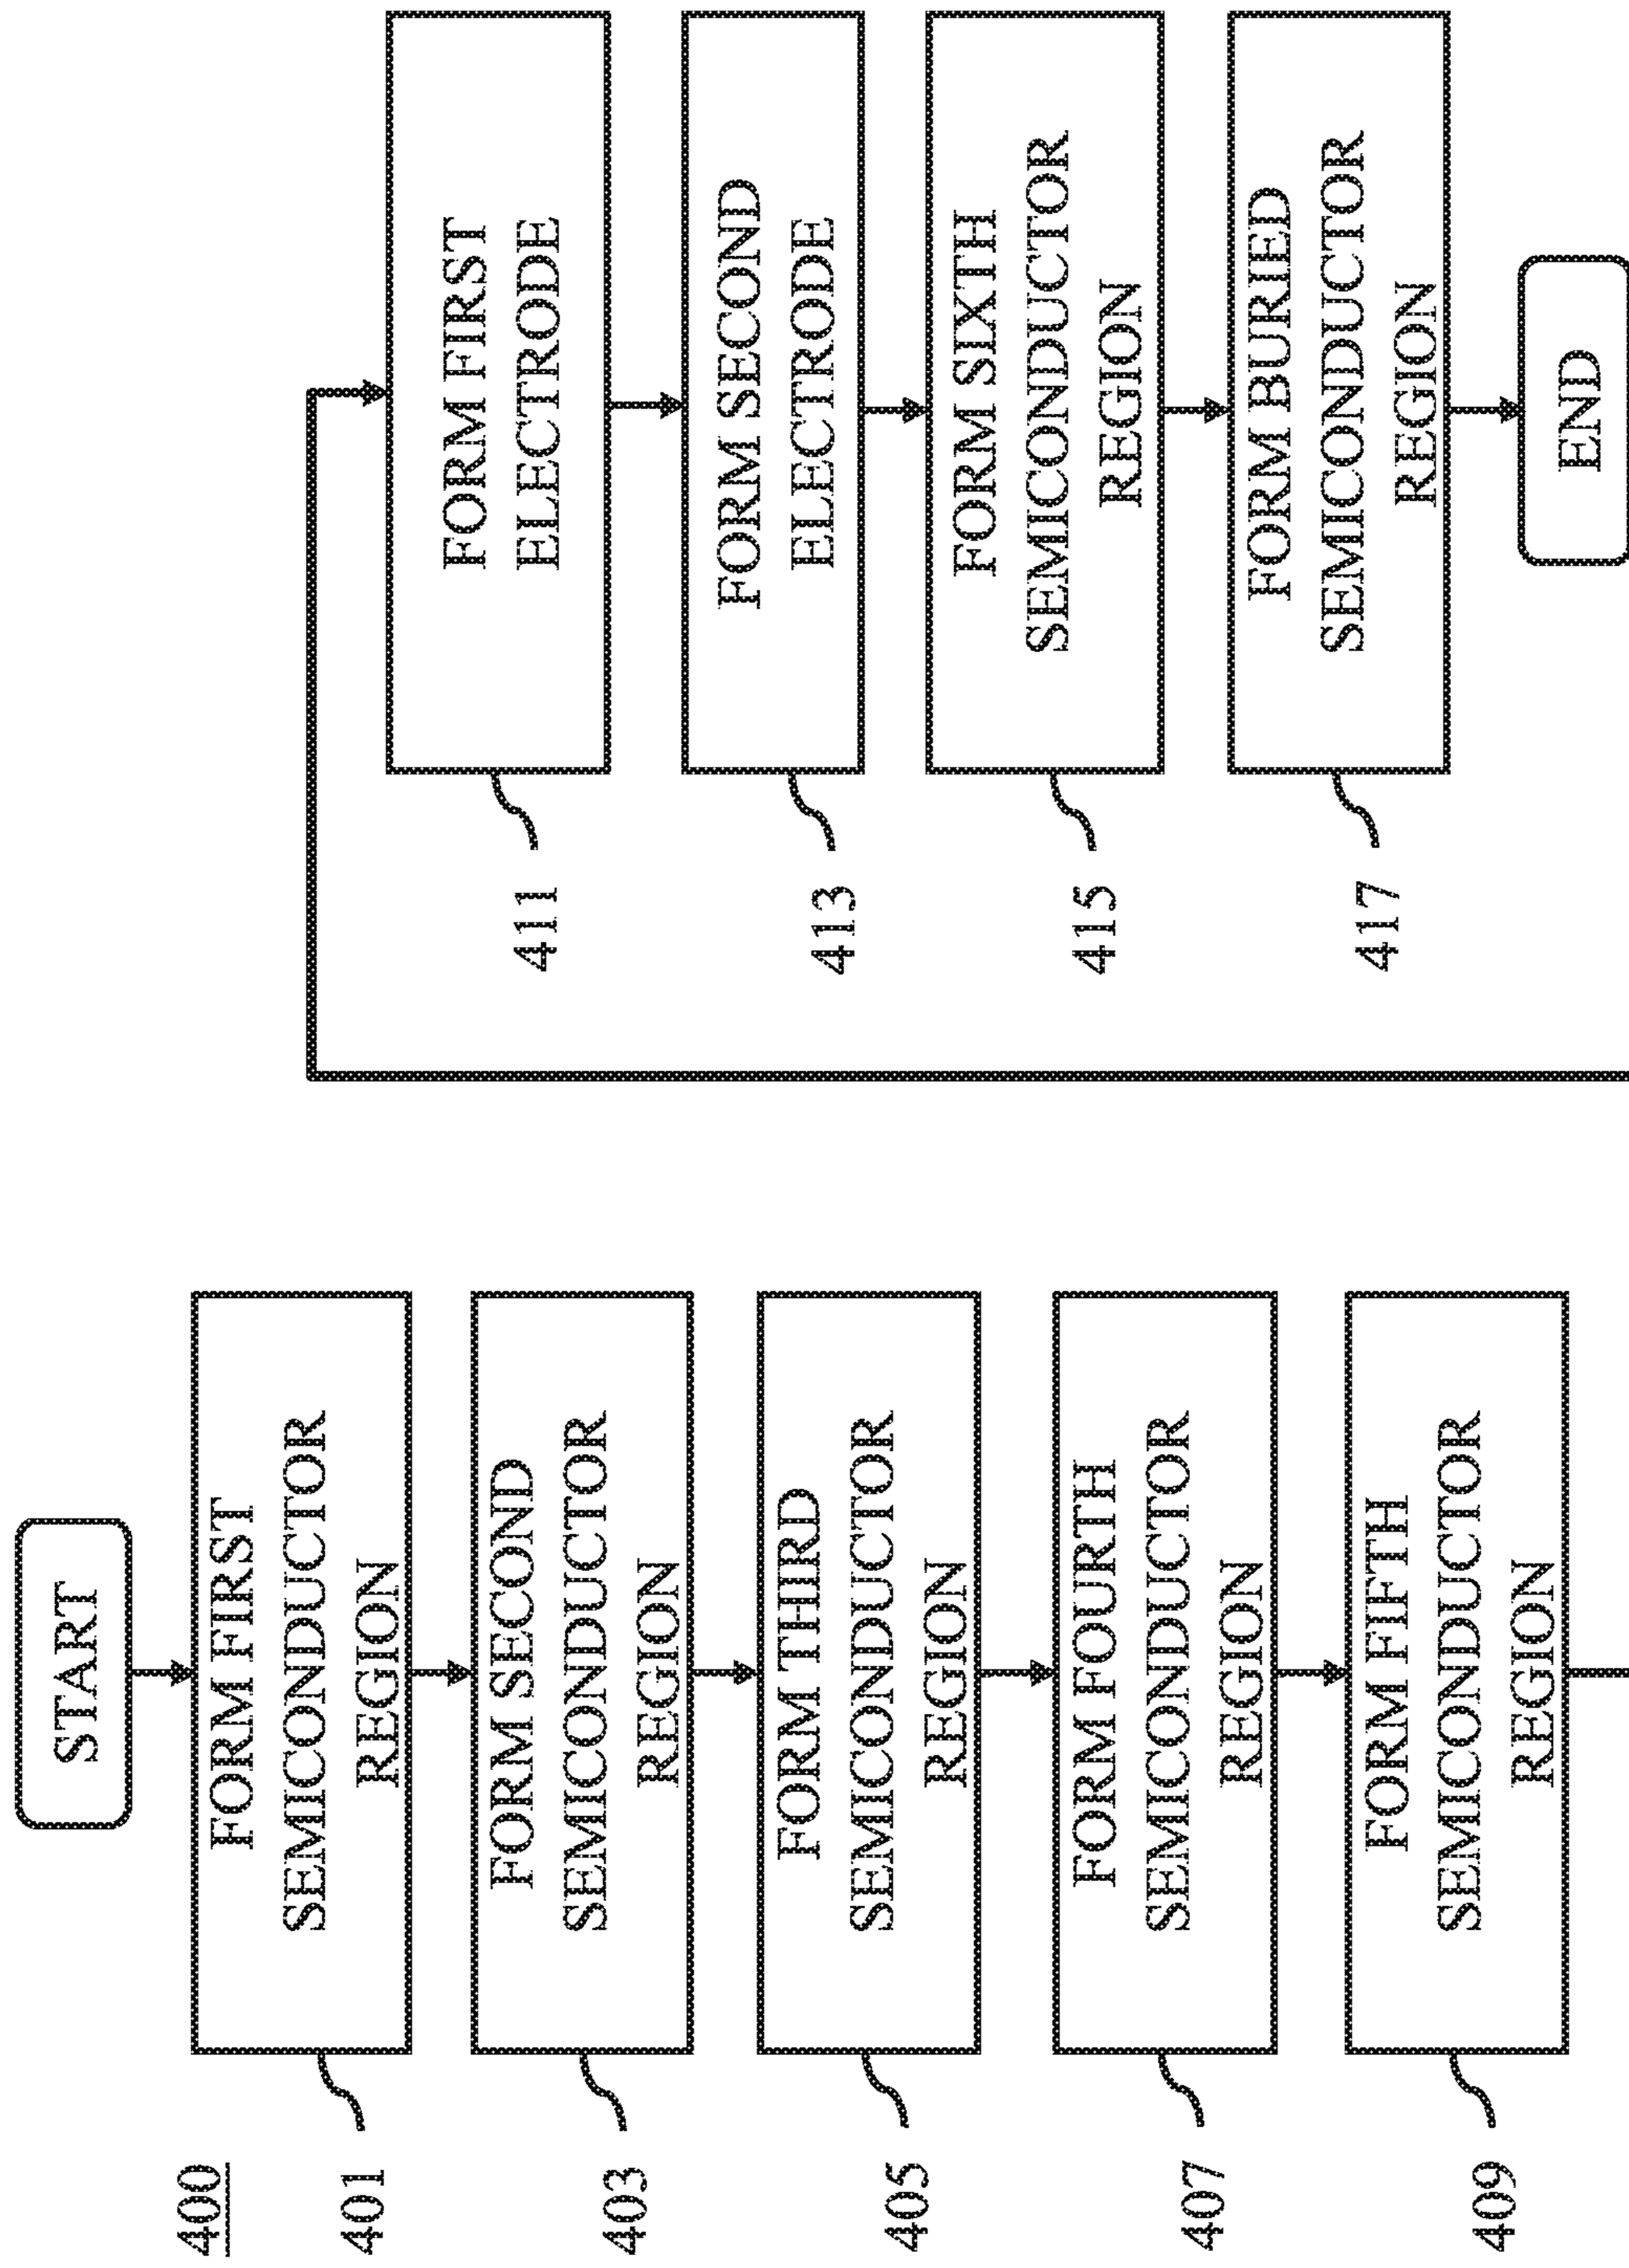 400
START
401
FORM FIRST
SEMICONDUCTOR
REGION
403
FORM SECOND
SEMICONDUCTOR
REGION
405
FORM THIRD
SEMICONDUCTOR
REGION
407
FORM FOURTH
SEMICONDUCTOR
REGION
409
FORM FIFTH
SEMICONDUCTOR
REGION
411
FORM FIRST
ELECTRODE
413
FORM SECOND
ELECTRODE
415
FORM SIXTH
SEMICONDUCTOR
REGION
417
FORM BURIED
SEMICONDUCTOR
REGION
END